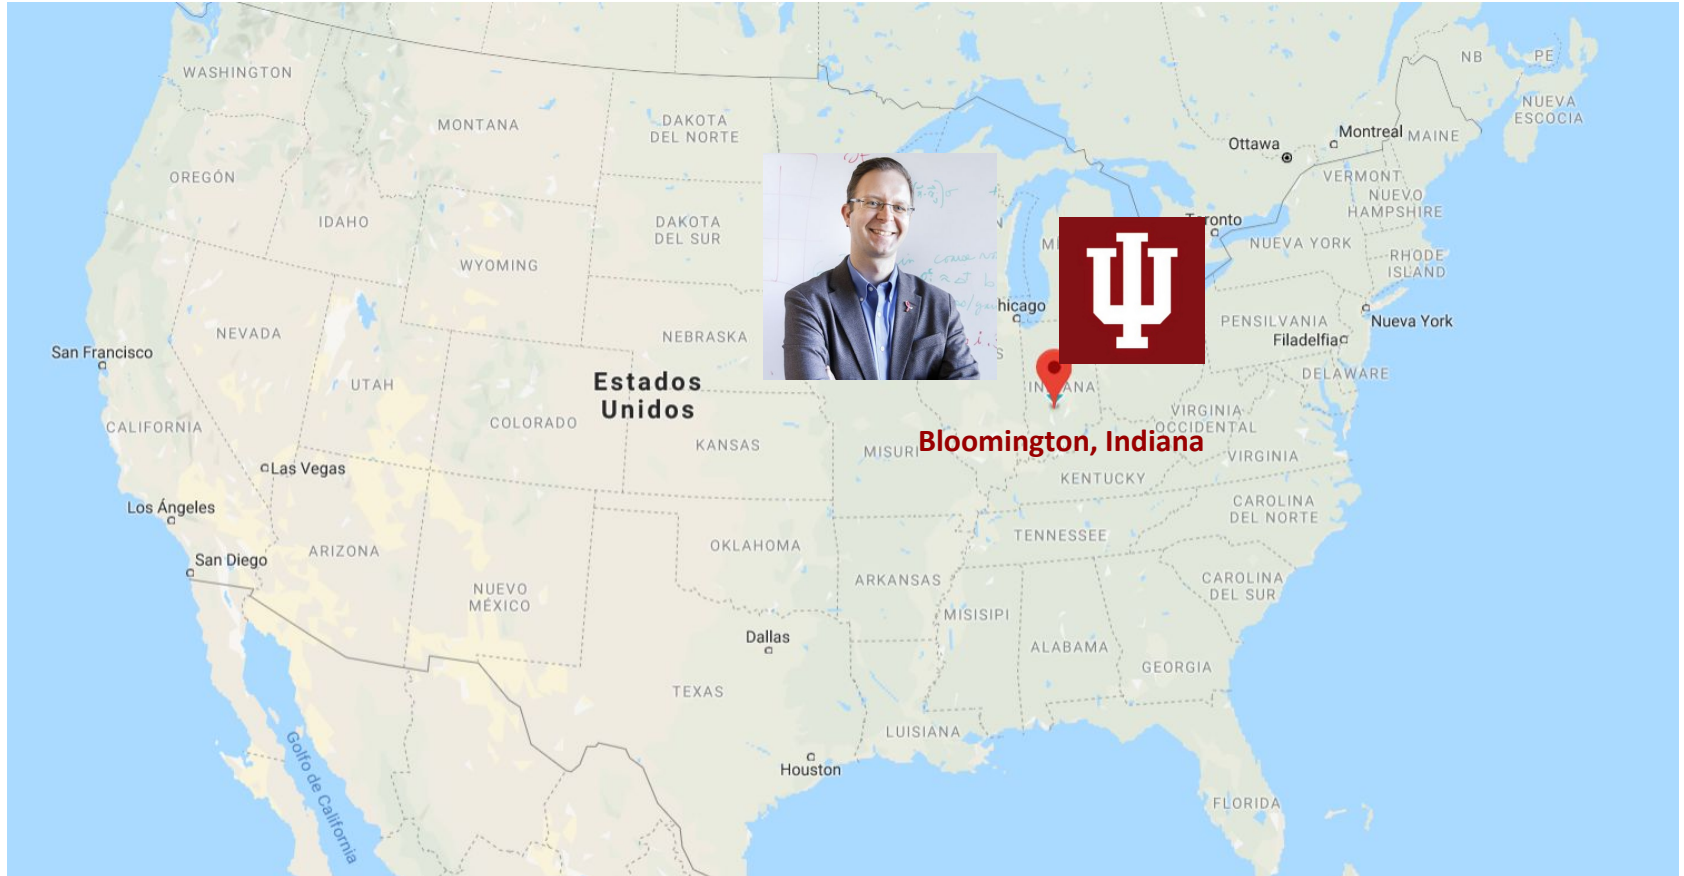 NB
PE
WASHINGTON
NUEVA
ESCOCIA
MONTANA
DAKOTA
DEL NORTE
Ottawa
Montreal
MAINE
OREGÓN
VERMONT
NUEVO
HAMPSHIRE
IDAHO
DAKOTA
DEL SUR
Toronto
NUEVA YORK
WYOMING
RHODE
ISLAND
hicago
NEVADA
NEBRASKA
PENSILVANIA
Nueva York
Filadelfia
San Francisco
UTAH
Estados
Unidos
INDIANA
DELAWARE
CALIFORNIA
COLORADO
KANSAS
VIRGINIA
OCCIDENTAL
MISURI
Bloomington, Indiana
VIRGINIA
Las Vegas
KENTUCKY
Los Ángeles
CAROLINA
DEL NORTE
ARIZONA
OKLAHOMA
TENNESSEE
San Diego
NUEVO
MÉXICO
ARKANSAS
CAROLINA
DEL SUR
MISISIPI
Dallas
ALABAMA
GEORGIA
TEXAS
LUISIANA
Golfo de California
Houston
FLORIDA